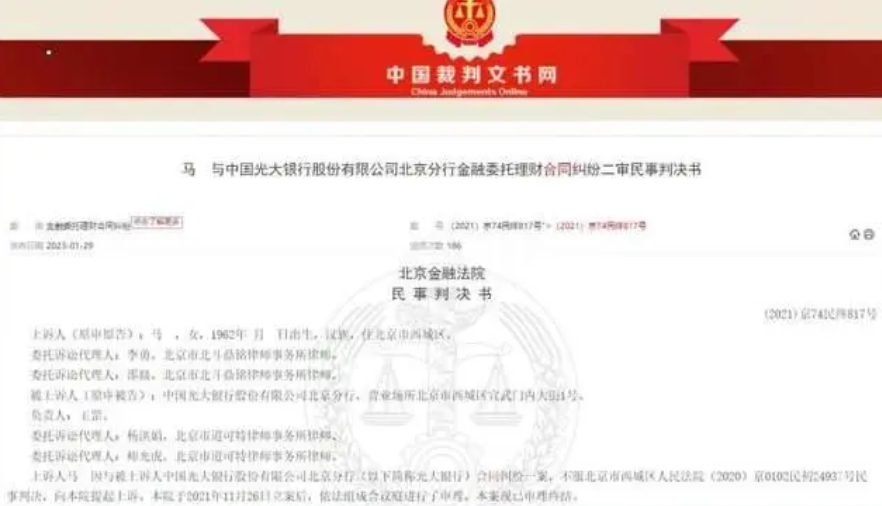 中国裁判文书网
China Judgements Online
马 与中国光大银行股份有限公司北京分行金融委托理财合同纠纷二审民事判决书
案 由 金融委托理财合同纠纷 点击了解更多
案 号 (2021)京74民终817号"> (2021)京74民终817号
发布日期 2023-01-29
浏览次数 186
北京金融法院
民事判决书
(2021)京74民终817号
上诉人(原审原告):马 ,女,1962年 月 日出生,汉族,住北京市西城区。
委托诉讼代理人:李勇,北京市北斗鼎铭律师事务所律师。
委托诉讼代理人:邵 ,北京市北斗鼎铭律师事务所律师。
被上诉人(原审被告):中国光大银行股份有限公司北京分行,营业场所北京市西城区宣武门内大街1号。
负责人:王 。
委托诉讼代理人:杨洪娟,北京市道可特律师事务所律师。
委托诉讼代理人:师光虎,北京市道可特律师事务所律师。
上诉人马 因与被上诉人中国光大银行股份有限公司北京分行(以下简称光大银行)合同纠纷一案,不服北京市西城区人民法院(2020)京0102民初24937号民
事判决,向本院提起上诉。本院于2021年11月26日立案后,依法组成合议庭进行了审理。本案现已审理终结。